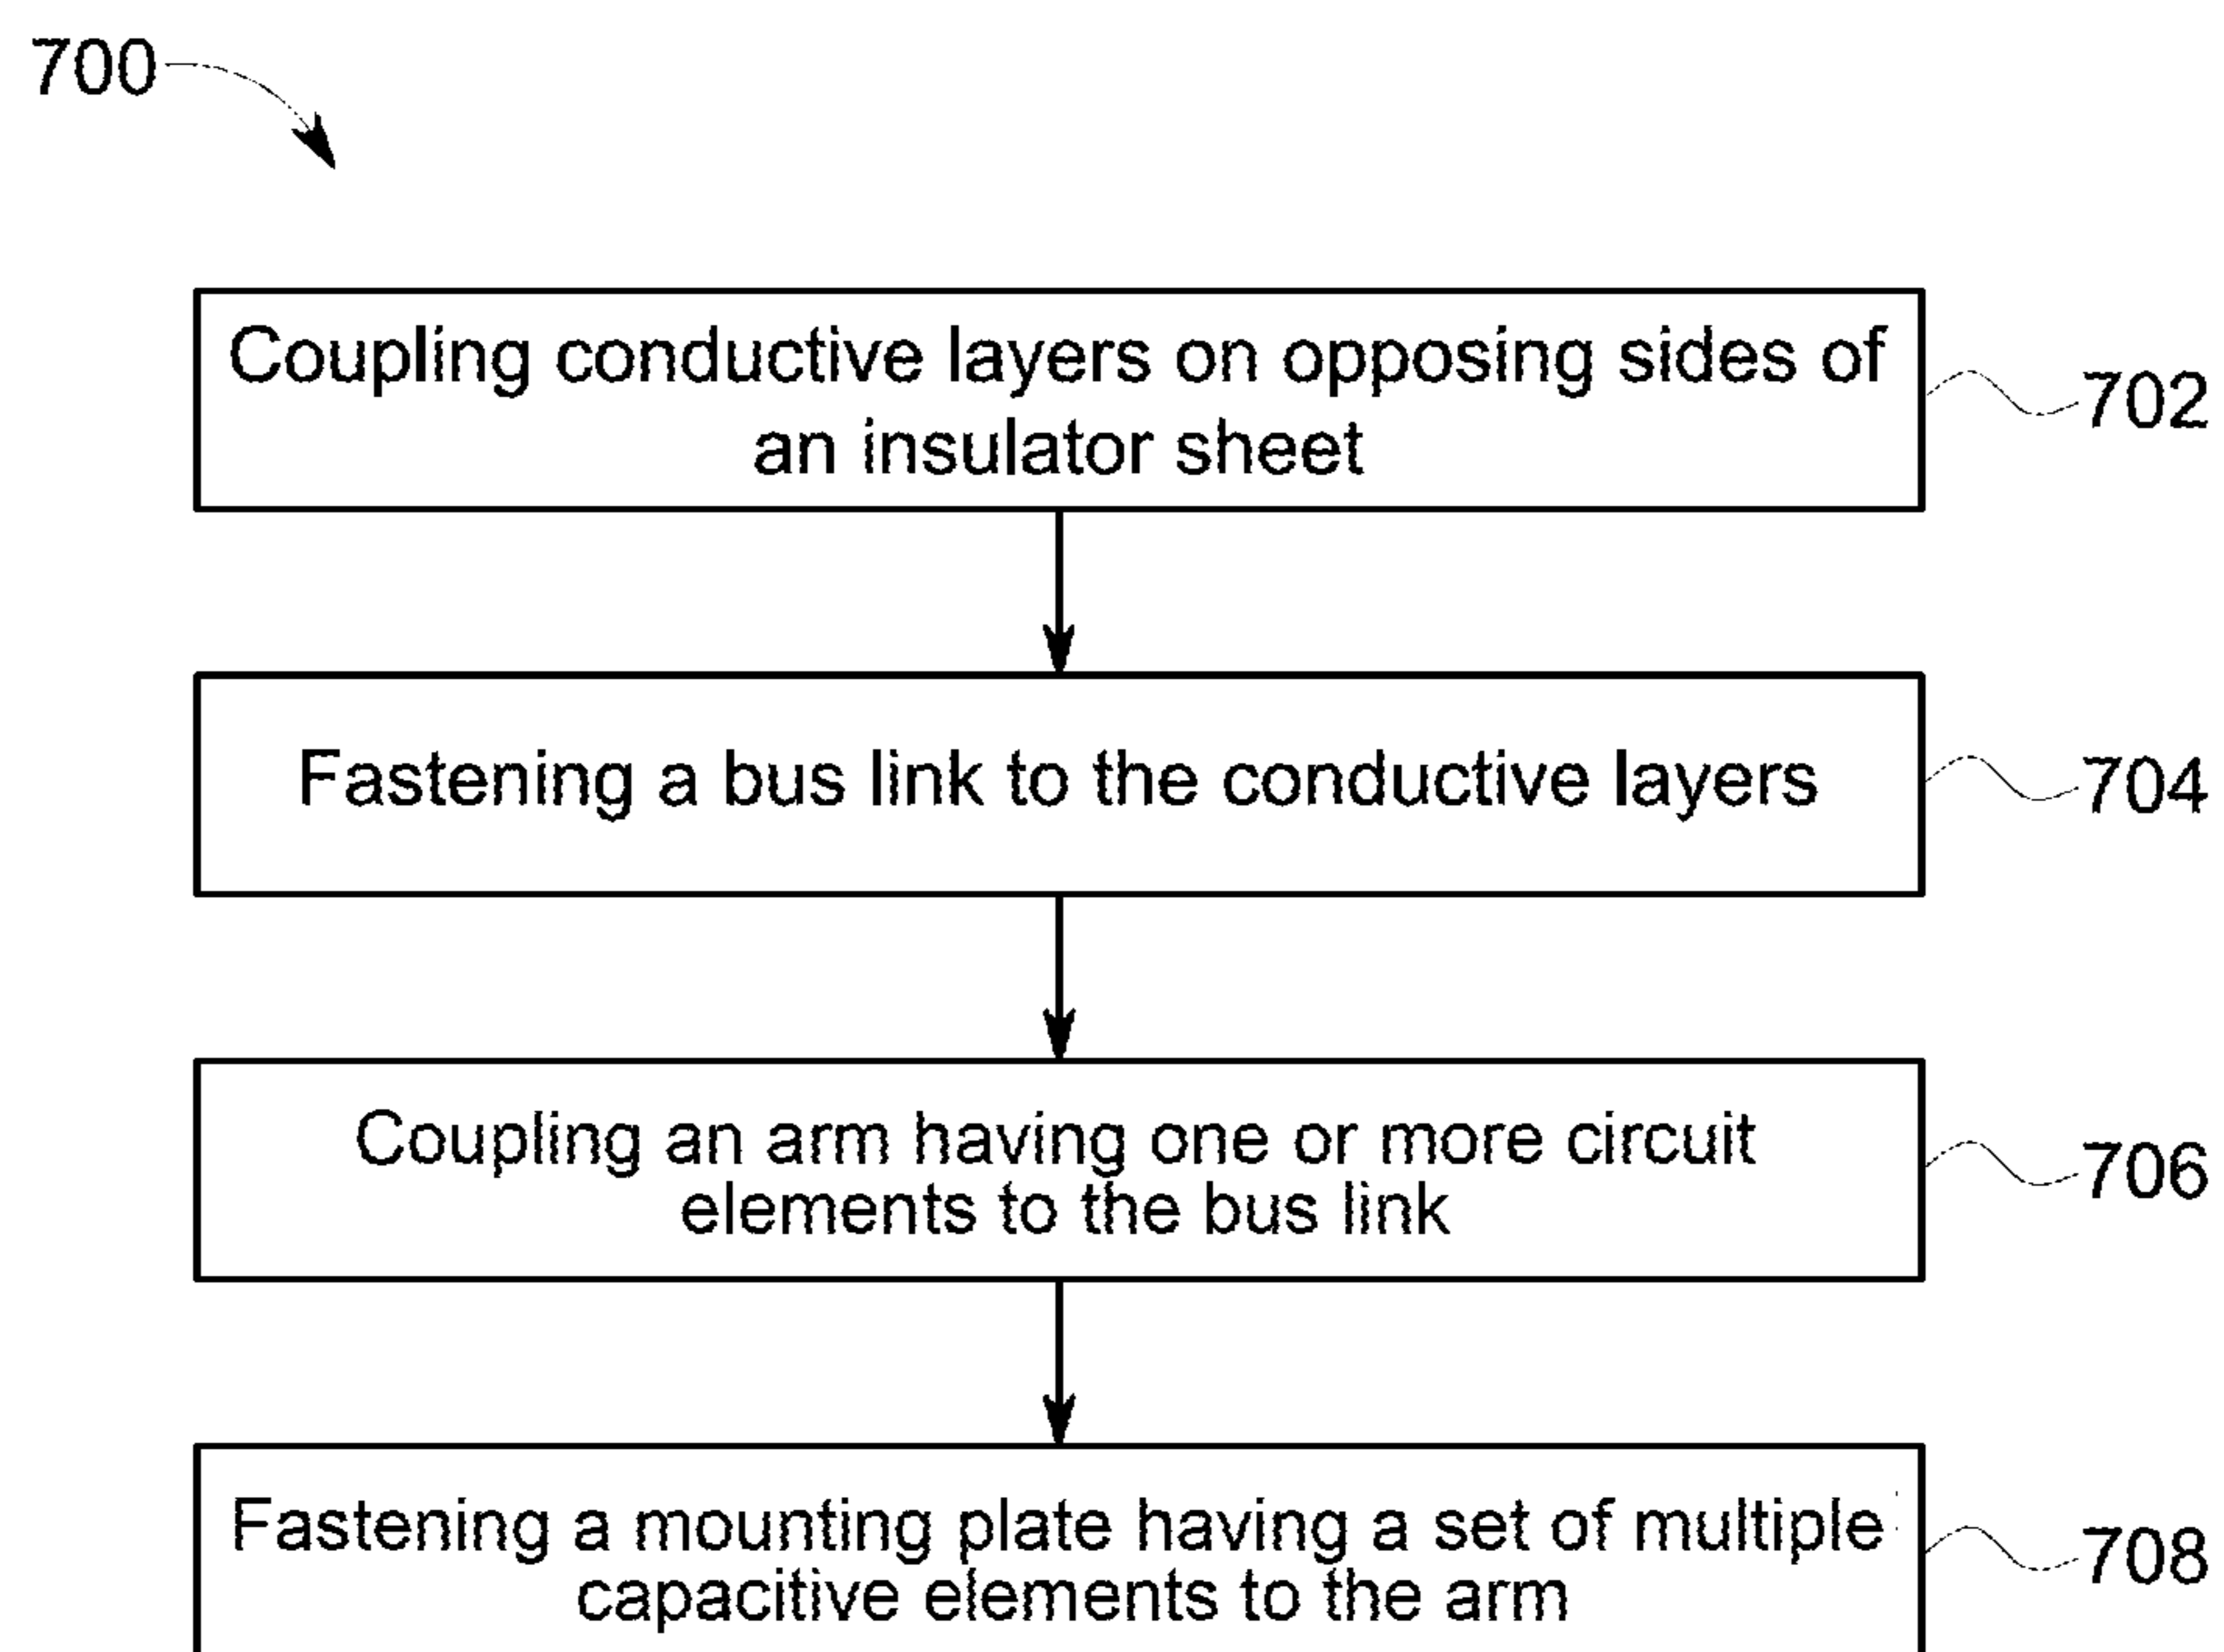 700
Coupling conductive layers on opposing sides of
an insulator sheet
702
Fastening a bus link to the conductive layers
704
Coupling an arm having one or more circuit
elements to the bus link
706
Fastening a mounting plate having a set of multiple
capacitive elements to the arm
708